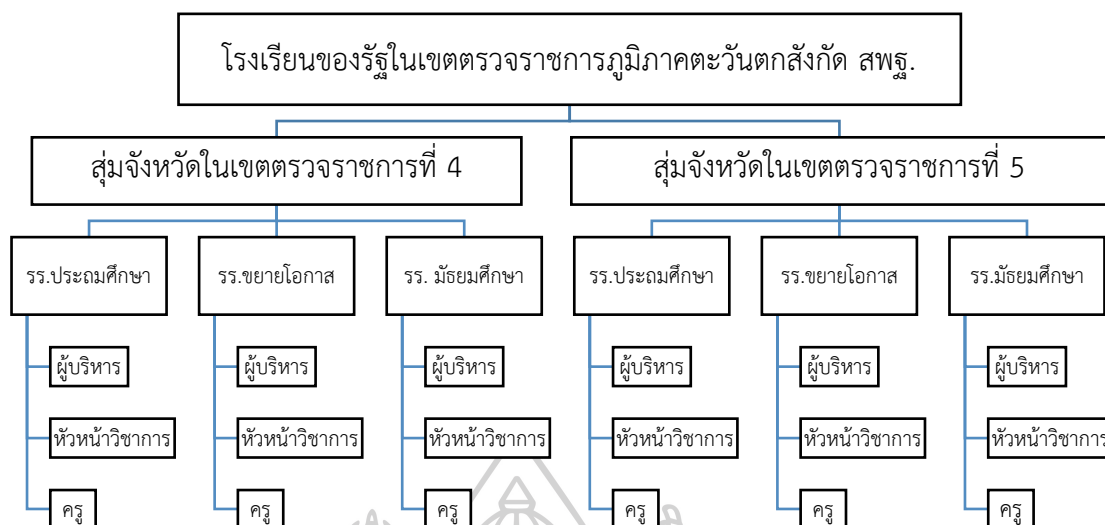 โรงเรียนของรัฐในเขตตรวจราชการภูมิภาคตะวันตกสังกัด สพฐ.
สุ่มจังหวัดในเขตตรวจราชการที่ 4
สุ่มจังหวัดในเขตตรวจราชการที่ 5
รร.ประถมศึกษา
รร.ขยายโอกาส
รร. มัธยมศึกษา
รร.ประถมศึกษา
รร.ขยายโอกาส
รร.มัธยมศึกษา
ผู้บริหาร
ผู้บริหาร
ผู้บริหาร
ผู้บริหาร
ผู้บริหาร
ผู้บริหาร
หัวหน้าวิชาการ
หัวหน้าวิชาการ
หัวหน้าวิชาการ
หัวหน้าวิชาการ
หัวหน้าวิชาการ
หัวหน้าวิชาการ
ครู
ครู
ครู
ครู
ครู
ครู